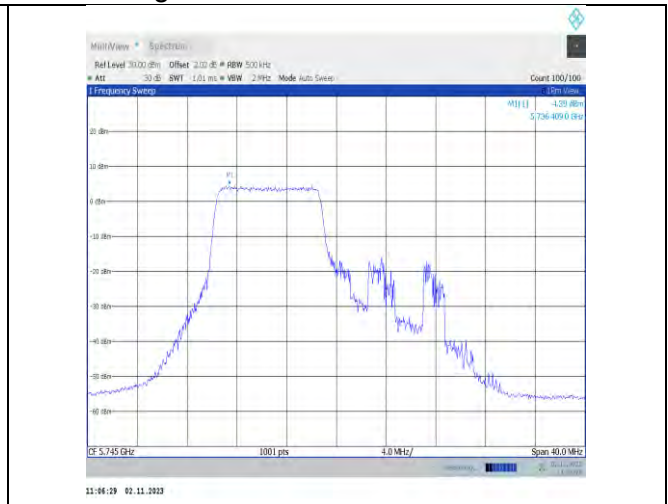 MultiView Spectrum
Ref Level 30.00 dBm Offset 2.02 dB RBW 500 kHz
Att 30 dB SWT 1.01 ms VBW 2 MHz Mode Auto Sweep Count 100/100
1 Frequency Sweep 1Rm View
M1[1]
5.736 409 0 GHz
20 dBm
10 dBm
M1
0 dBm
-10 dBm
-20 dBm
-30 dBm
-40 dBm
-50 dBm
-60 dBm
CF 5.745 GHz 1001 pts 4.0 MHz/ Span 40.0 MHz
11:06:29 02.11.2023